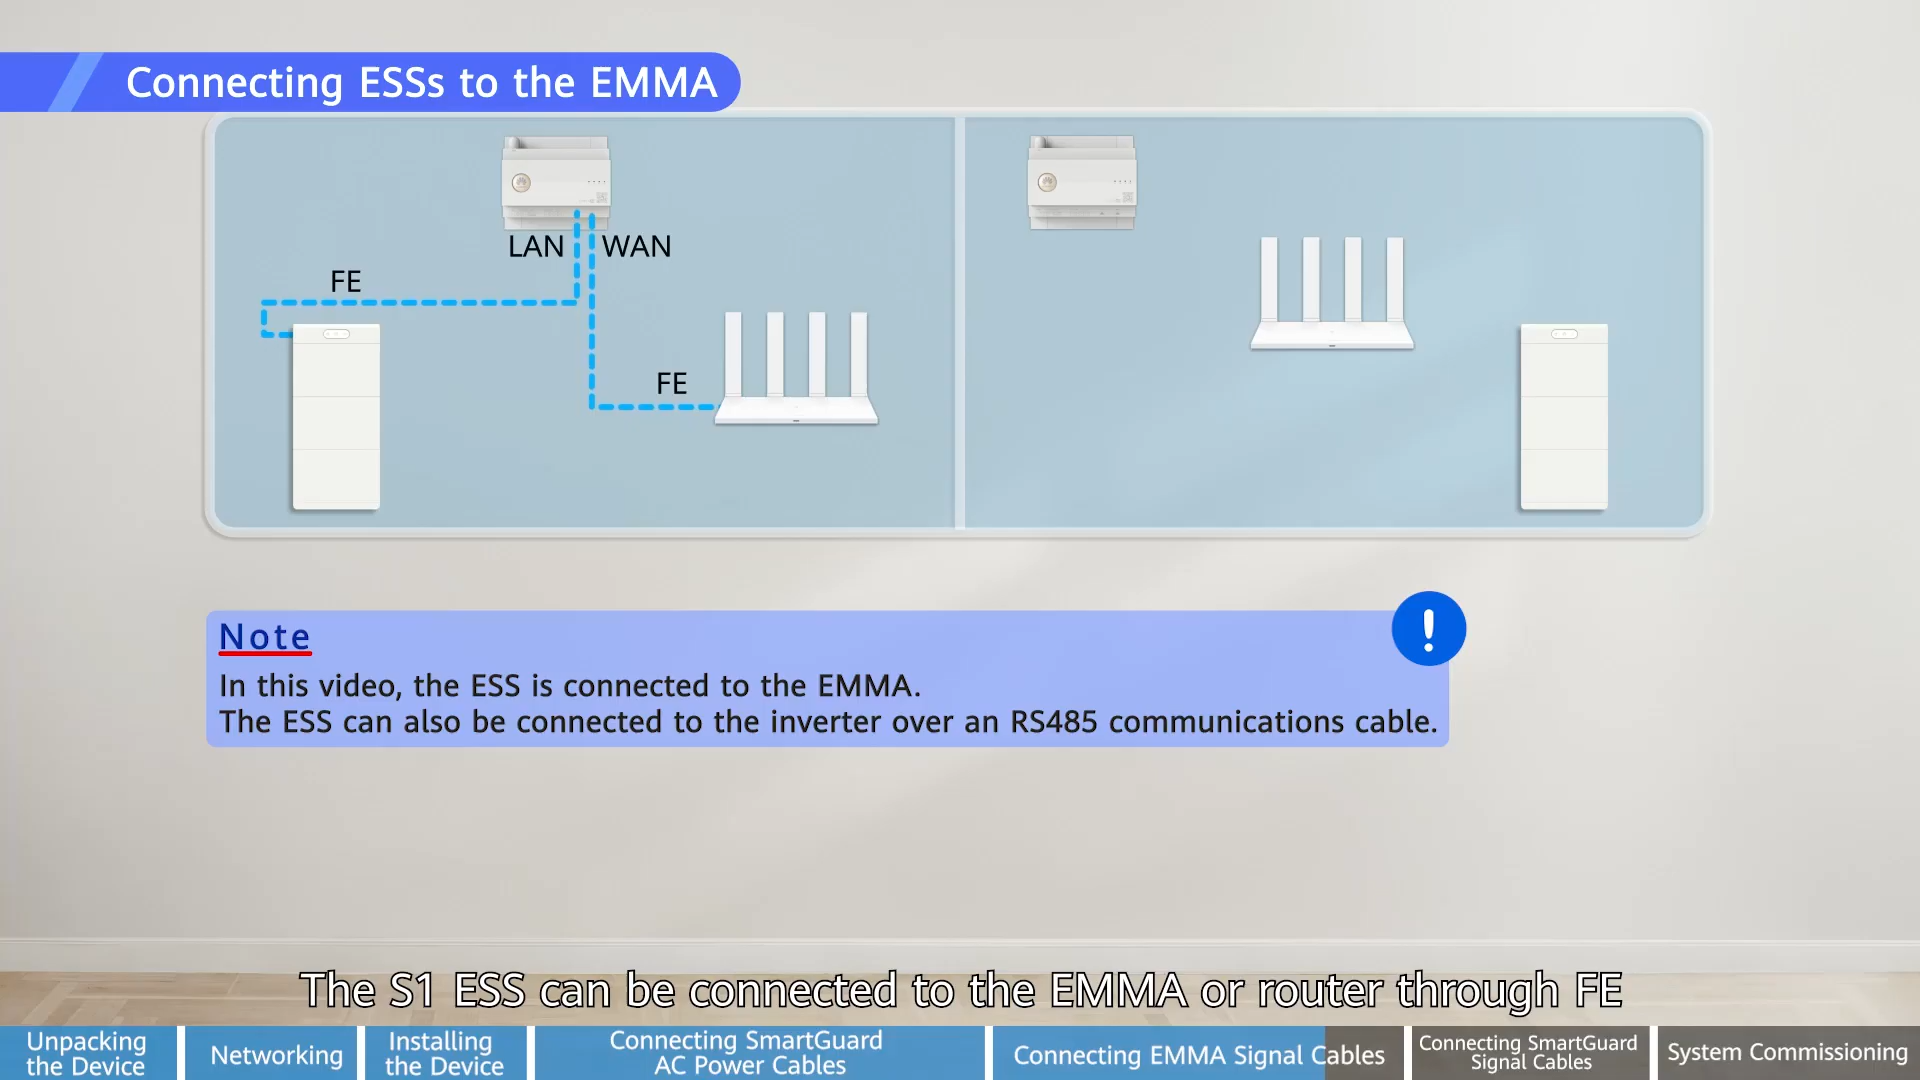 Connecting ESSs to the EMMA
LAN
WAN
FE
FE
Note
In this video, the ESS is connected to the EMMA.
The ESS can also be connected to the inverter over an RS485 communications cable.
The S1 ESS can be connected to the EMMA or router through FE
Unpacking
the Device
Networking
Installing
the Device
Connecting SmartGuard
AC Power Cables
Connecting EMMA Signal Cables
Connecting SmartGuard
Signal Cables
System Commissioning